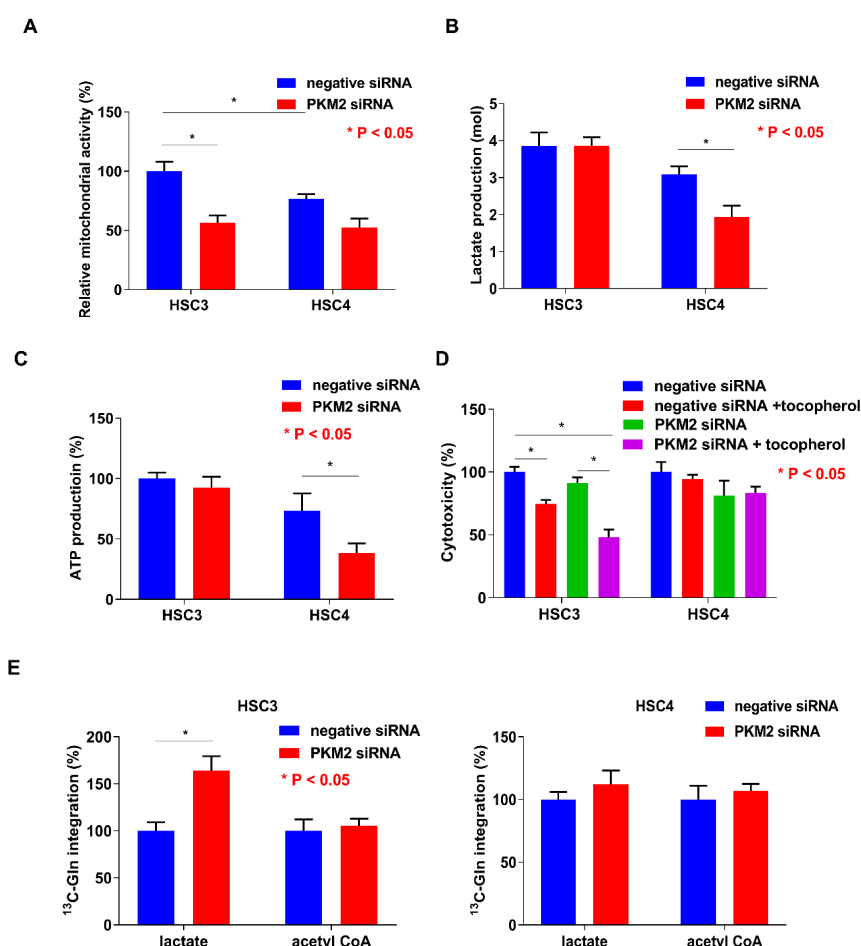 A
negative siRNA
PKM2 siRNA
* P < 0.05
Relative mitochondrial activity (%)
150
100
50
0
*
*
HSC3
HSC4
B
negative siRNA
PKM2 siRNA
* P < 0.05
Lactate production (mol)
5
4
3
2
1
0
*
HSC3
HSC4
C
negative siRNA
PKM2 siRNA
* P < 0.05
ATP productioin (%)
150
100
50
0
*
HSC3
HSC4
D
negative siRNA
negative siRNA +tocopherol
PKM2 siRNA
PKM2 siRNA + tocopherol
* P < 0.05
Cytotoxicity (%)
150
100
50
0
*
*
*
HSC3
HSC4
E
HSC3
negative siRNA
PKM2 siRNA
* P < 0.05
¹³C-Gln integration (%)
200
150
100
50
0
*
lactate
acetyl CoA
HSC4
negative siRNA
PKM2 siRNA
¹³C-Gln integration (%)
150
100
50
0
lactate
acetyl CoA